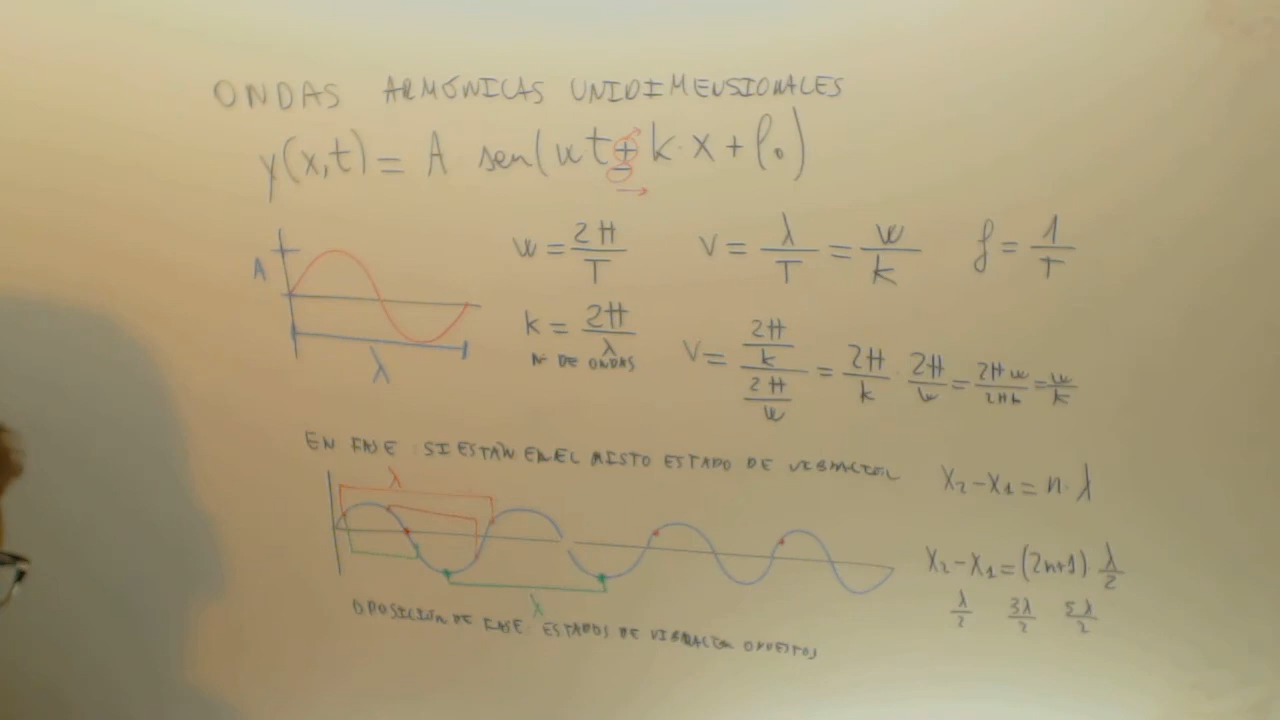 ONDAS ARMÓNICAS UNIDIMENSIONALES
y(x,t) = A sen(wt ± k·x + φ₀)
A
λ
w = 2π/T
v = λ/T = w/k
f = 1/T
k = 2π/λ
Nº DE ONDAS
V = (2π/k)/(2π/w) = 2π/k · 2π/w = 2πw/2πk = w/k
EN FASE SI ESTÁN EN EL MISTO ESTADO DE
X₂-X₁ = n·λ
λ
λ
X₂-X₁ = (2n+1)·λ/2
λ/2 3λ/2 5λ/2
OPOSICIÓN DE FASE ESTADOS DE VIBRACIÓN OPUESTOS